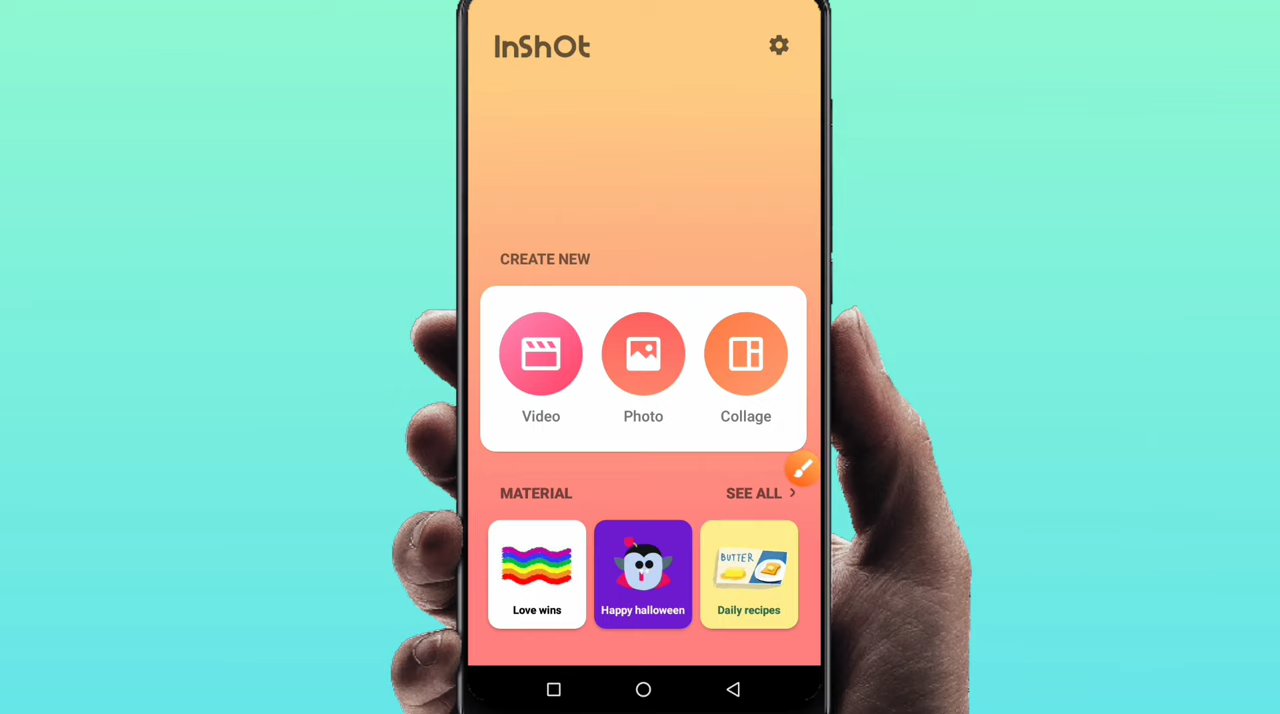 InShOt
CREATE NEW
Video
Photo
Collage
MATERIAL
SEE ALL
BUTTER
Love wins
Happy halloween
Daily recipes